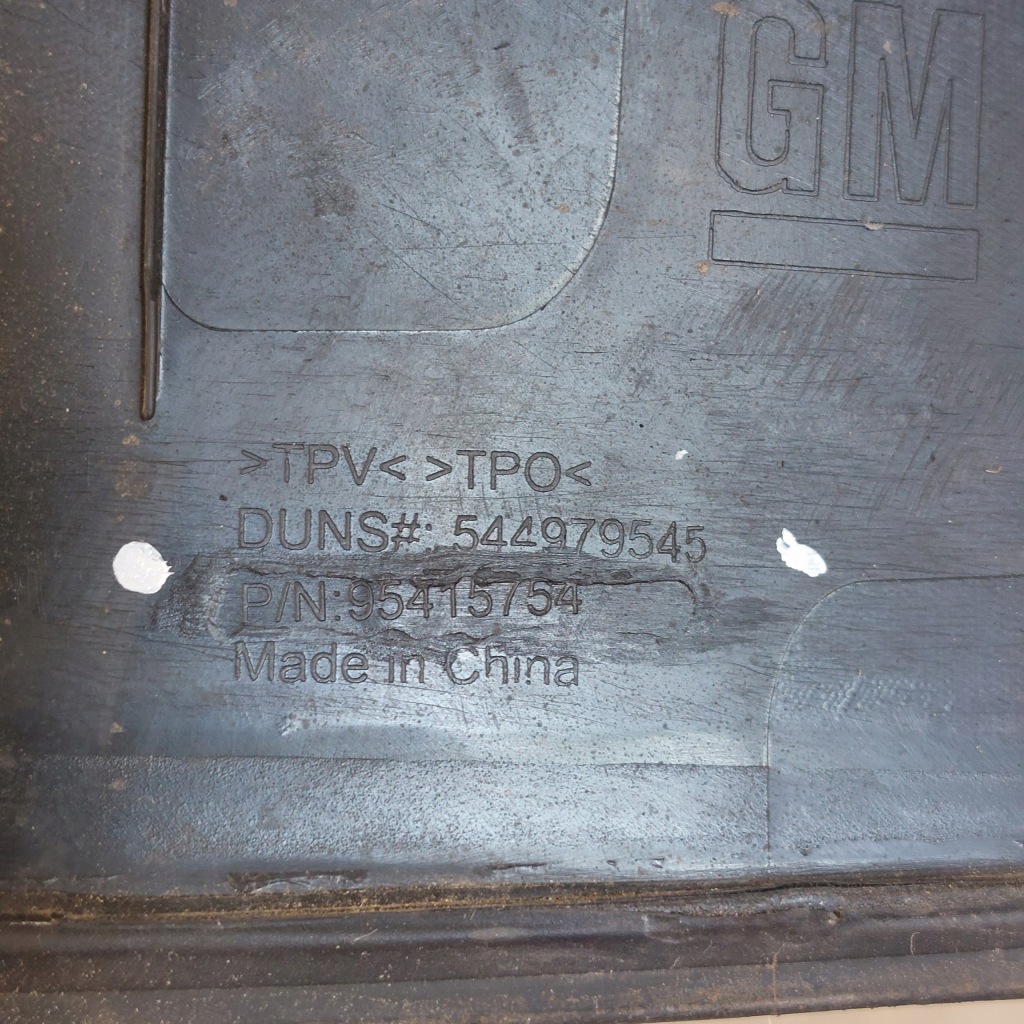 GM
>TPV< >TPO<
DUNS#: 544979545
P/N:95415754
Made in China